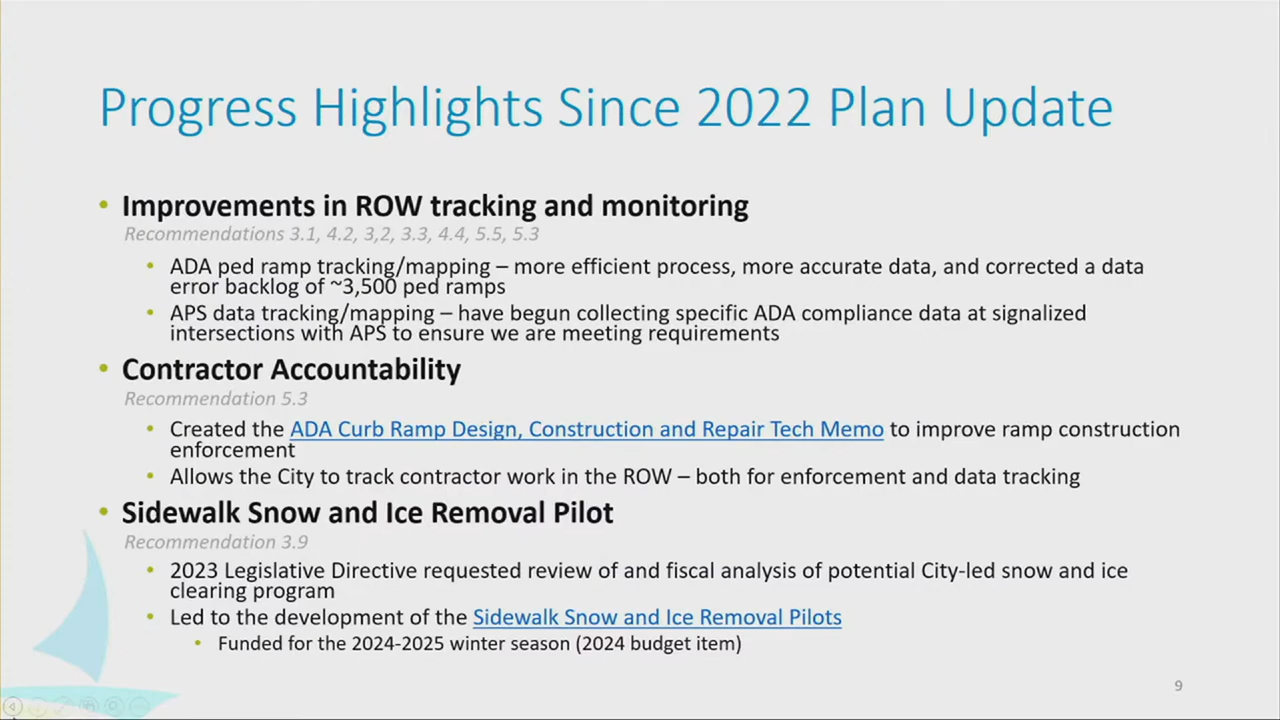 Progress Highlights Since 2022 Plan Update
• Improvements in ROW tracking and monitoring
Recommendations 3.1, 4.2, 3,2, 3.3, 4.4, 5.5, 5.3
• ADA ped ramp tracking/mapping – more efficient process, more accurate data, and corrected a data
error backlog of ~3,500 ped ramps
• APS data tracking/mapping – have begun collecting specific ADA compliance data at signalized
intersections with APS to ensure we are meeting requirements
• Contractor Accountability
Recommendation 5.3
• Created the ADA Curb Ramp Design, Construction and Repair Tech Memo to improve ramp construction
enforcement
• Allows the City to track contractor work in the ROW – both for enforcement and data tracking
• Sidewalk Snow and Ice Removal Pilot
Recommendation 3.9
• 2023 Legislative Directive requested review of and fiscal analysis of potential City-led snow and ice
clearing program
• Led to the development of the Sidewalk Snow and Ice Removal Pilots
• Funded for the 2024-2025 winter season (2024 budget item)
9